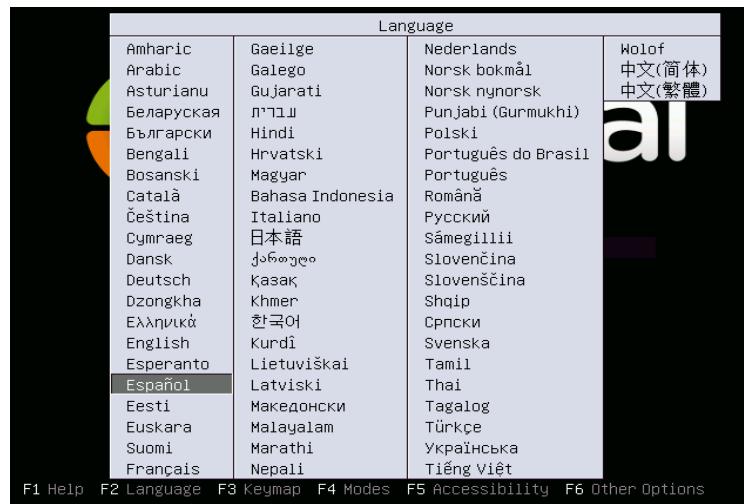 Language
Amharic
Arabic
Asturianu
Беларуская
Български
Bengali
Bosanski
Català
Čeština
Cymraeg
Dansk
Deutsch
Dzongkha
Ελληνικά
English
Esperanto
Español
Eesti
Euskara
Suomi
Français
Gaeilge
Galego
Gujarati
עברית
Hindi
Hrvatski
Magyar
Bahasa Indonesia
Italiano
日本語
ქართული
Қазақ
Khmer
한국어
Kurdî
Lietuviškai
Latviski
Македонски
Malayalam
Marathi
Nepali
Nederlands
Norsk bokmål
Norsk nynorsk
Punjabi (Gurmukhi)
Polski
Português do Brasil
Português
Română
Русский
Sámegillii
Slovenčina
Slovenščina
Shqip
Српски
Svenska
Tamil
Thai
Tagalog
Türkçe
Українська
Tiếng Việt
Wolof
中文(简体)
中文(繁體)
F1 Help F2 Language F3 Keymap F4 Modes F5 Accessibility F6 Other Options